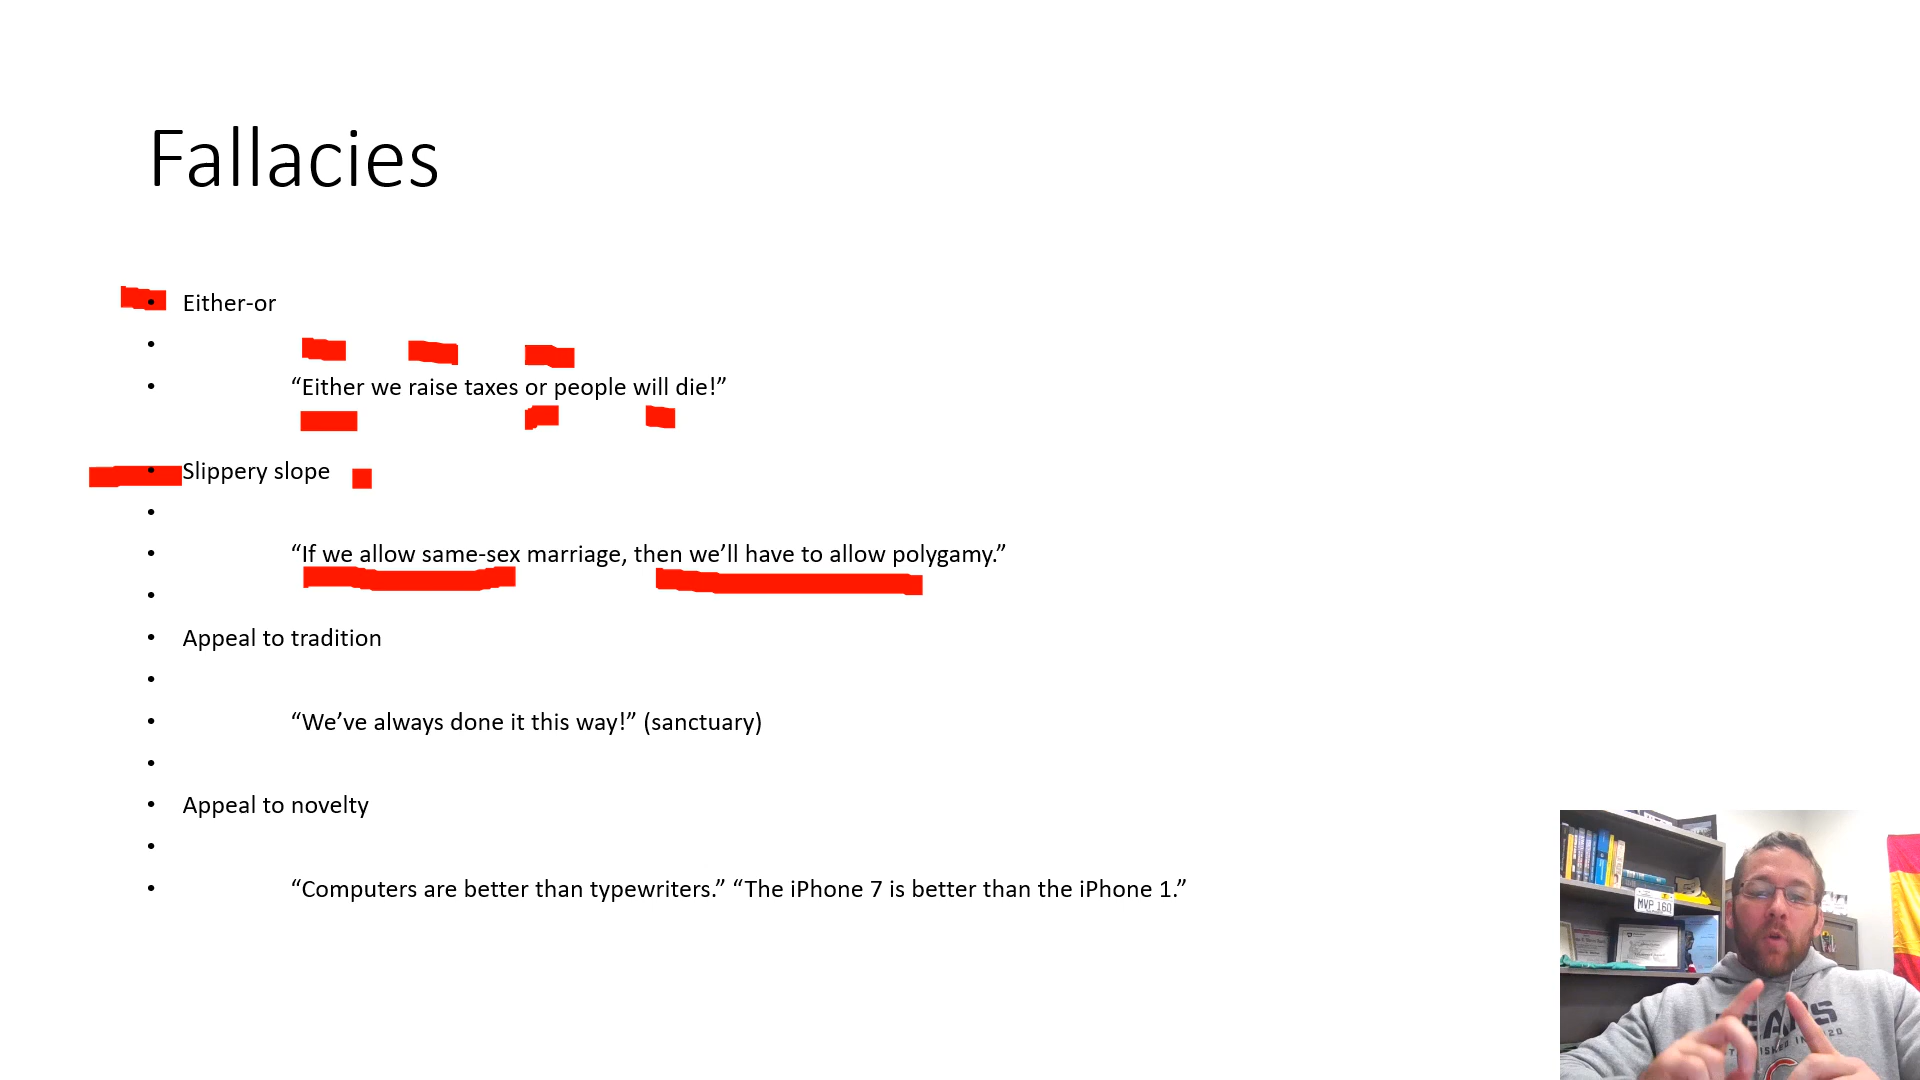 Fallacies
• Either-or
•
• “Either we raise taxes or people will die!”
• Slippery slope
•
• “If we allow same-sex marriage, then we’ll have to allow polygamy.”
•
• Appeal to tradition
•
• “We’ve always done it this way!” (sanctuary)
•
• Appeal to novelty
•
• “Computers are better than typewriters.” “The iPhone 7 is better than the iPhone 1.”
MVP 160